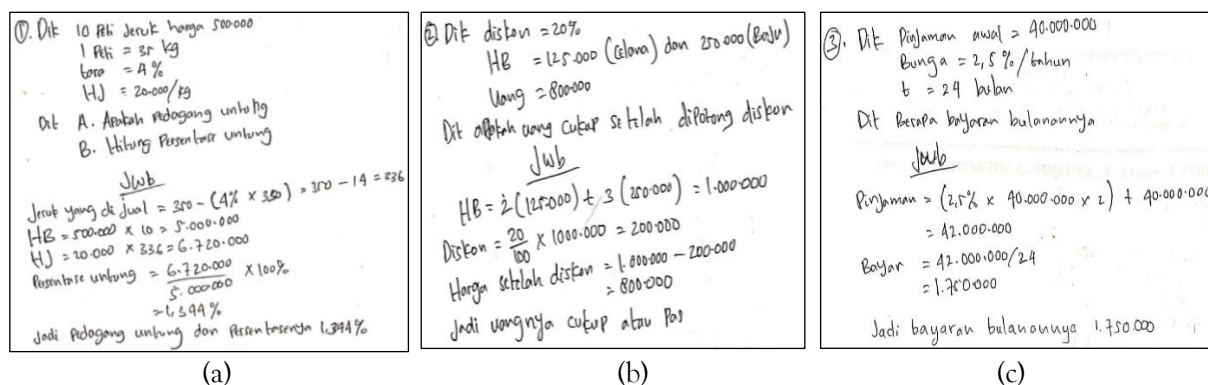 ①. Dit 10 Peti Jeruk harga 500.000
1 Peti = 35 kg
tara = 4%
HJ = 20.000/kg
Dit A. Apakah Pedagang untung
B. Hitung Persentase untung
Jwb
Jeruk yang di jual = 350 - (4% x 350) = 350 - 14 = 336
HB = 500.000 x 10 = 5.000.000
HJ = 20.000 x 336 = 6.720.000
Persentase untung = 6.720.000 / 5.000.000 x 100%
= 1,344%
Jadi Pedagang untung dan Persentasenya 1,344%
(a)
②. Dit diskon = 20%
HB = 125.000 (Celana) dan 250.000 (Baju)
Uang = 800.000
Dit apakah uang cukup setelah dipotong diskon
Jwb
HB = 2 (125.000) + 3 (250.000) = 1.000.000
Diskon = 20/100 x 1000.000 = 200.000
Harga setelah diskon = 1.000.000 - 200.000
= 800.000
Jadi uangnya cukup atau Pas
(b)
③. Dit Pinjaman awal = 40.000.000
Bunga = 2,5%/tahun
t = 24 bulan
Dit Berapa bayaran bulanannya
Jawb
Pinjaman = (2,5% x 40.000.000 x 2) + 40.000.000
= 42.000.000
Bayar = 42.000.000/24
= 1.750.000
Jadi bayaran bulanannya 1.750.000
(c)